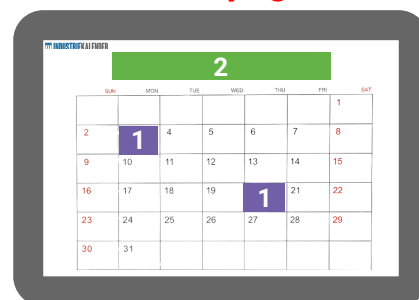 INDUSTRIEKALENDER
2
SUN MON TUE WED THU FRI SAT
1
2 1 4 5 6 7 8
9 10 11 12 13 14 15
16 17 18 19 1 21 22
23 24 25 26 27 28 29
30 31